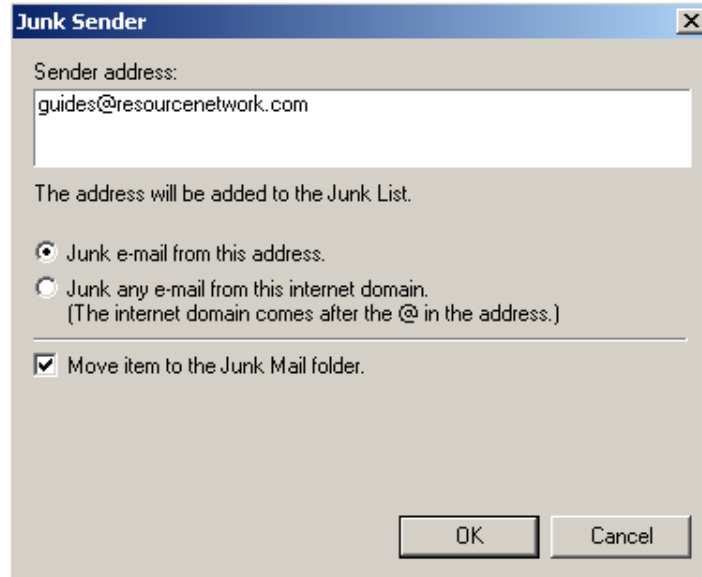 Junk Sender
Sender address:
guides@resourcenetwork.com
The address will be added to the Junk List.
Junk e-mail from this address.
Junk any e-mail from this internet domain.
(The internet domain comes after the @ in the address.)
Move item to the Junk Mail folder.
OK Cancel